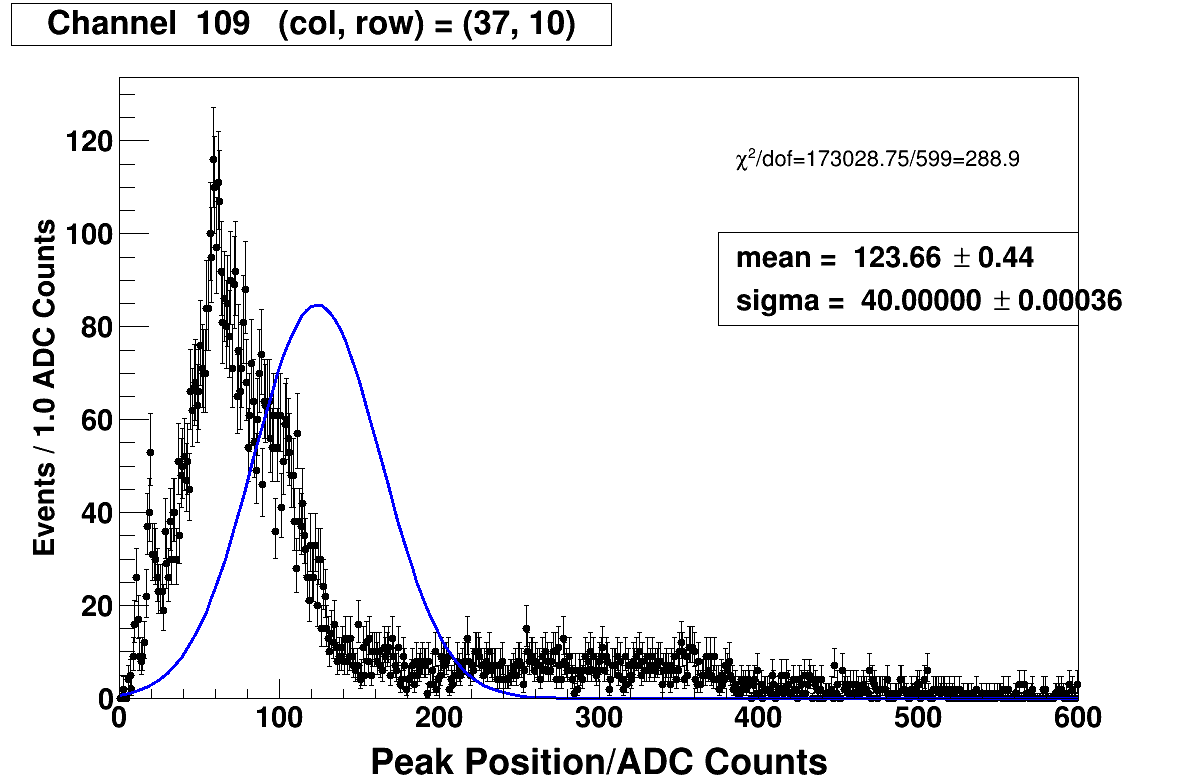 Channel 109 (col, row) = (37, 10)
χ²/dof=173028.75/599=288.9
mean = 123.66 ± 0.44
sigma = 40.00000 ± 0.00036
Events / 1.0 ADC Counts
120
100
80
60
40
20
0
0 100 200 300 400 500 600
Peak Position/ADC Counts